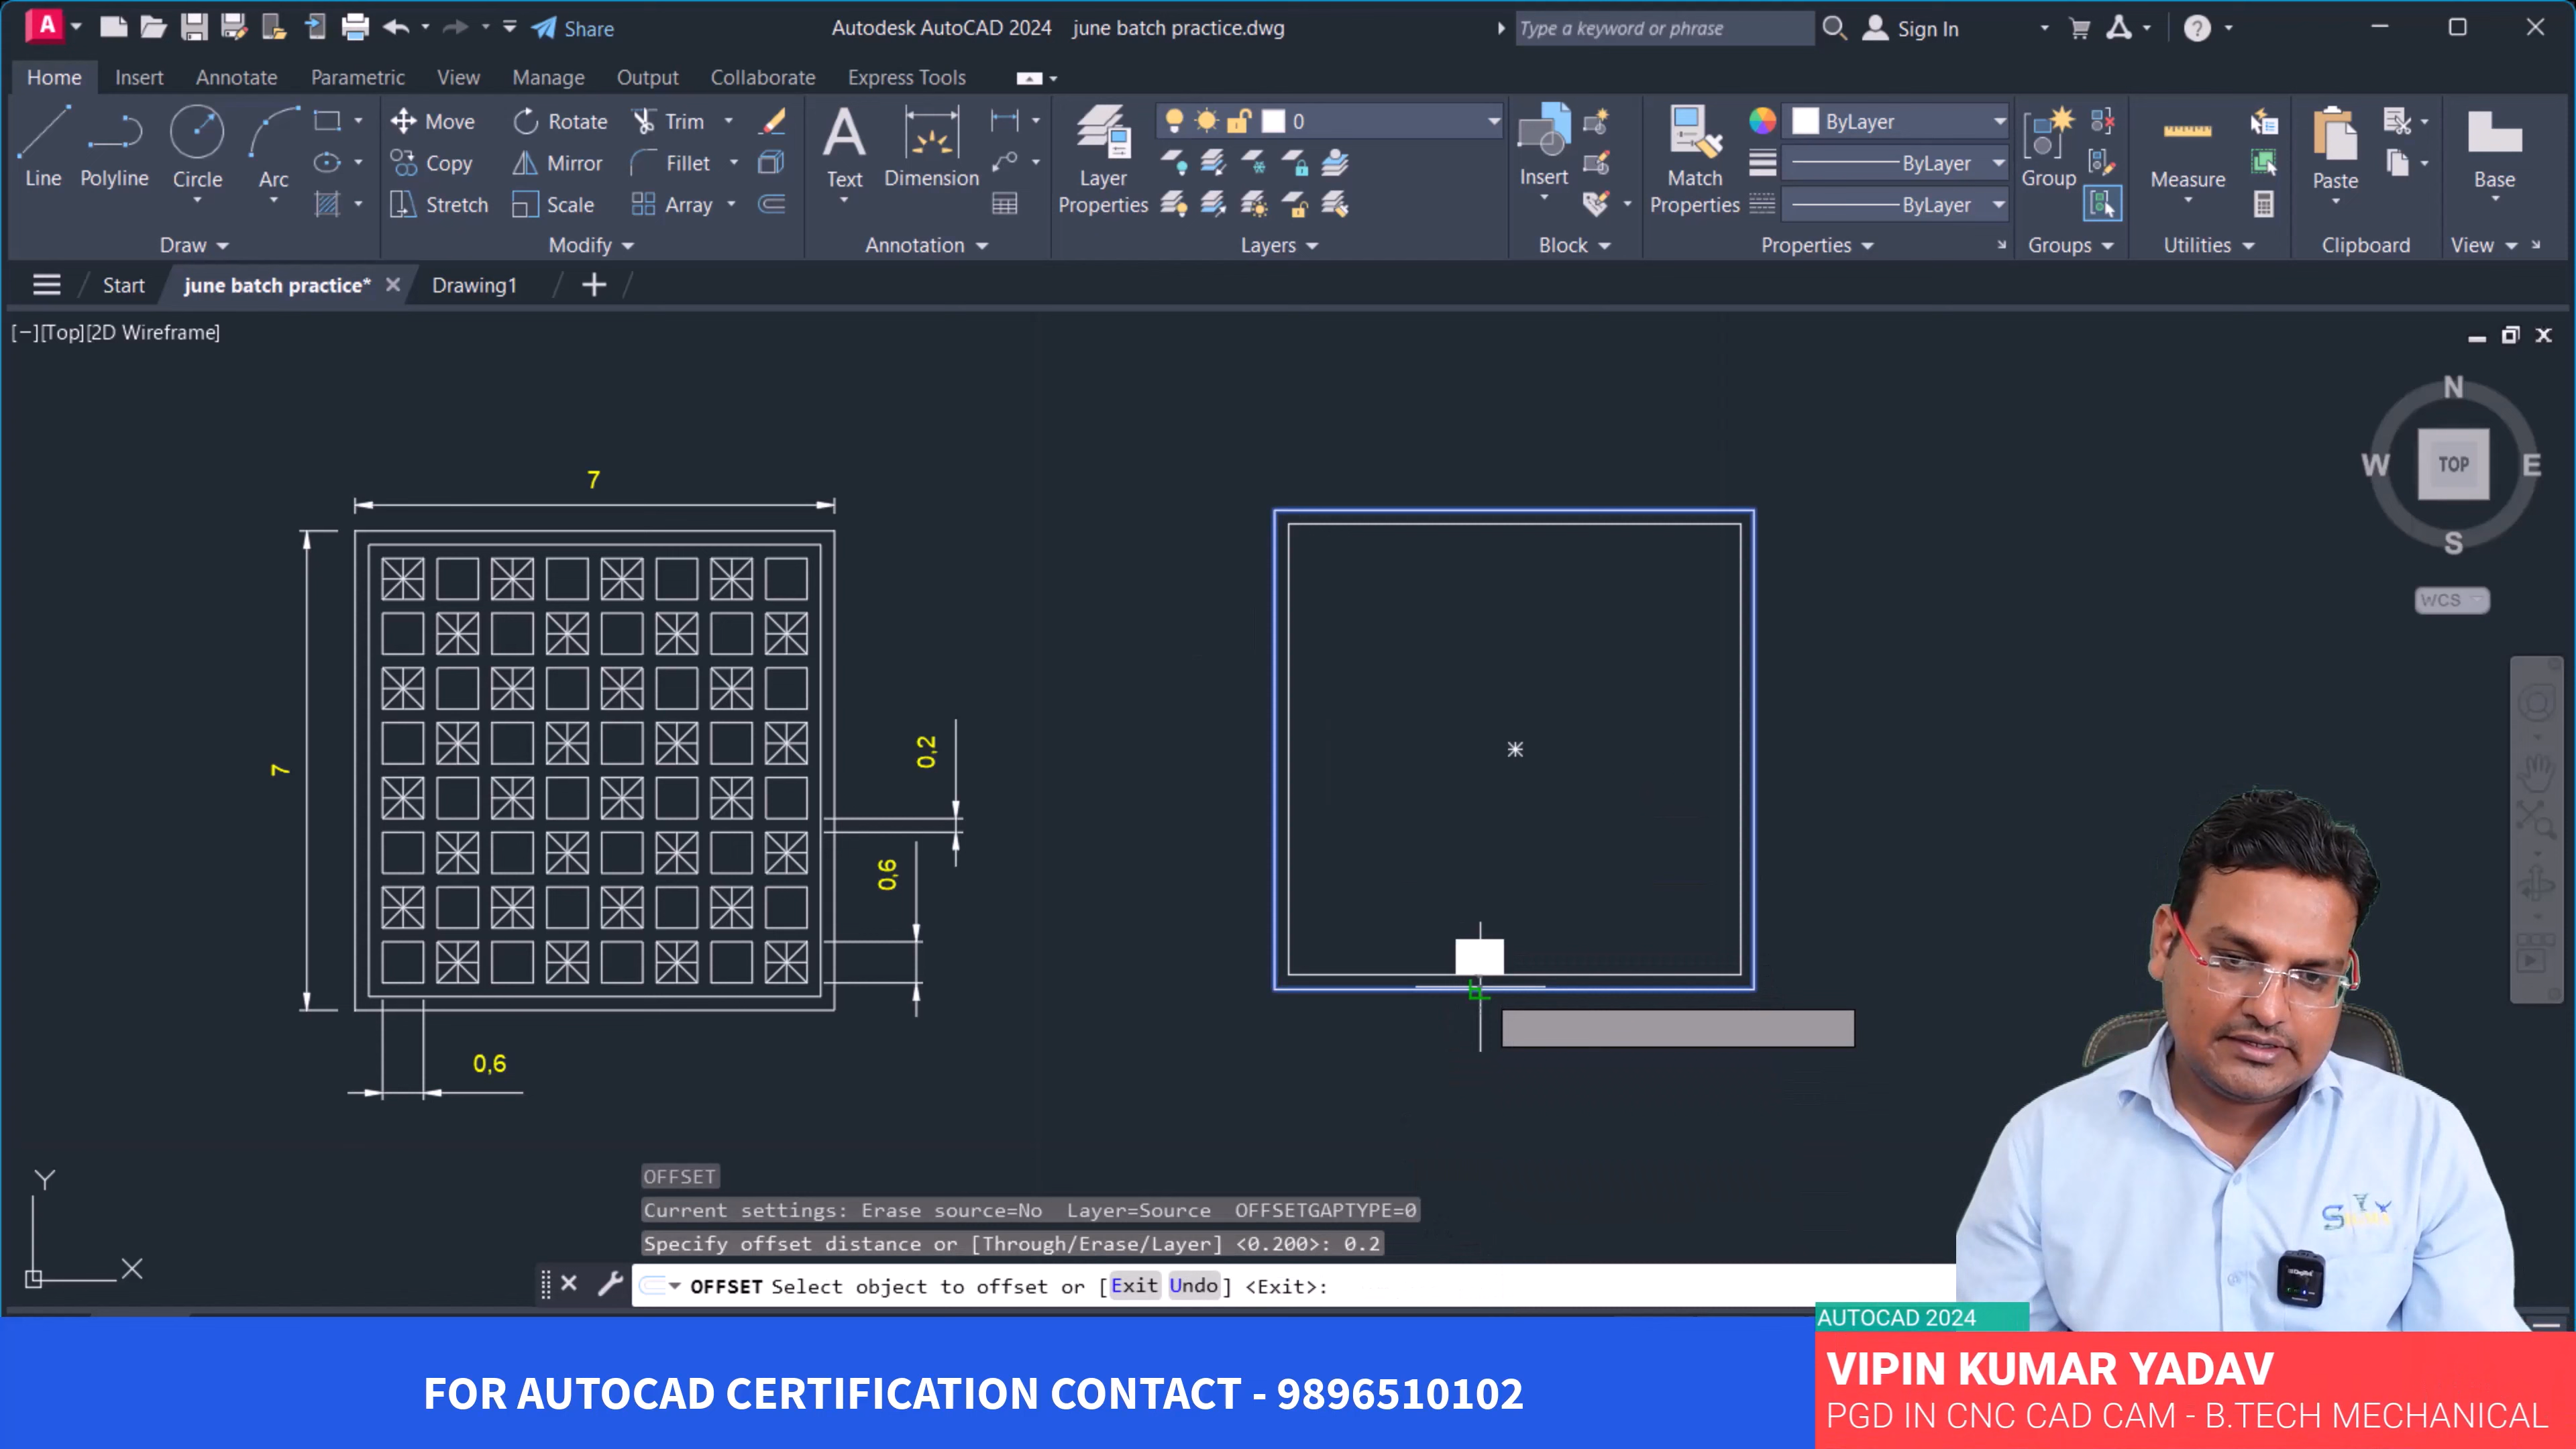 A
Share
Autodesk AutoCAD 2024 june batch practice.dwg
Type a keyword or phrase
Sign In
Home Insert Annotate Parametric View Manage Output Collaborate Express Tools
Line Polyline Circle Arc
Draw
Move Rotate Trim
Copy Mirror Fillet
Stretch Scale Array
Modify
Text Dimension
Annotation
Layer Properties
0
Layers
Insert
Block
Match Properties
ByLayer
ByLayer
ByLayer
Properties
Group
Groups
Measure
Utilities
Paste
Clipboard
Base
View
Start june batch practice* Drawing1
[−][Top][2D Wireframe]
N
W TOP E
S
WCS
7
7
0,2
0,6
0,6
Y
X
OFFSET
Current settings: Erase source=No Layer=Source OFFSETGAPTYPE=0
Specify offset distance or [Through/Erase/Layer] <0.200>: 0.2
OFFSET Select object to offset or [Exit Undo] <Exit>:
AUTOCAD 2024
FOR AUTOCAD CERTIFICATION CONTACT - 9896510102
VIPIN KUMAR YADAV
PGD IN CNC CAD CAM - B.TECH MECHANICAL